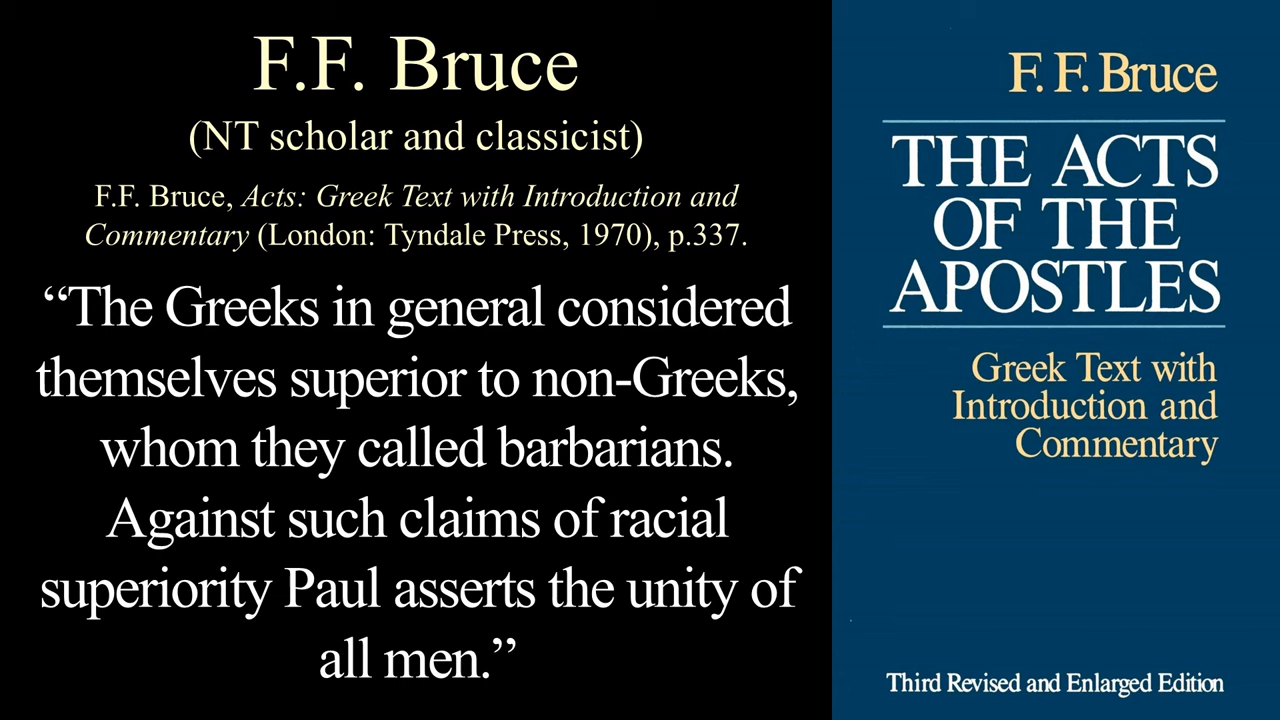 F.F. Bruce
(NT scholar and classicist)
F.F. Bruce, Acts: Greek Text with Introduction and
Commentary (London: Tyndale Press, 1970), p.337.
“The Greeks in general considered
themselves superior to non-Greeks,
whom they called barbarians.
Against such claims of racial
superiority Paul asserts the unity of
all men.”
F. F. Bruce
THE ACTS
OF THE
APOSTLES
Greek Text with
Introduction and
Commentary
Third Revised and Enlarged Edition